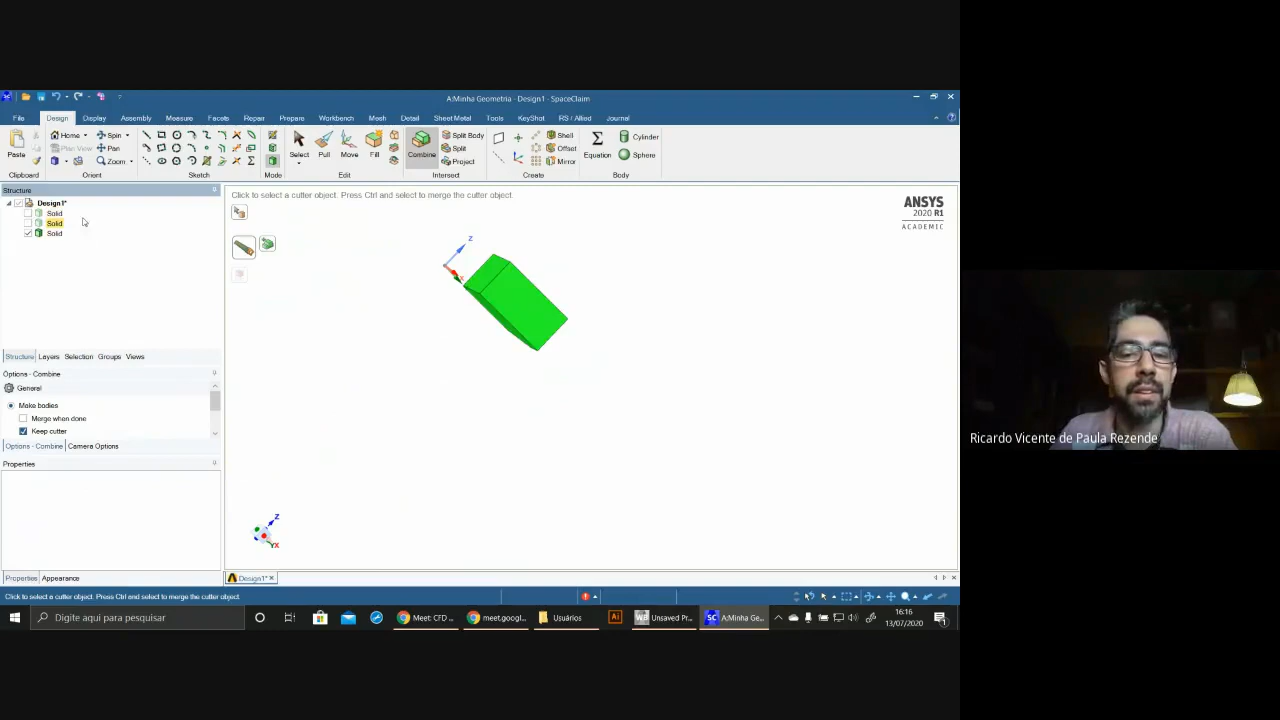 A:Minha Geometria - Design1 - SpaceClaim
File Design Display Assembly Measure Facets Repair Prepare Workbench Mesh Detail Sheet Metal Tools KeyShot RS / Allied Journal
Paste
Home Spin
Plan View Pan
Zoom
Select Pull Move Fill
Combine
Split Body
Split
Project
Shell
Offset
Mirror
Equation
Cylinder
Sphere
Clipboard Orient Sketch Mode Edit Intersect Create Body
Structure
Design1*
Solid
Solid
Solid
Click to select a cutter object. Press Ctrl and select to merge the cutter object.
ANSYS
2020 R1
ACADEMIC
Z
Structure Layers Selection Groups Views
Options - Combine
General
Make bodies
Merge when done
Keep cutter
Options - Combine Camera Options
Properties
Z
Y X
Properties Appearance
Design1*
Click to select a cutter object. Press Ctrl and select to merge the cutter object.
Digite aqui para pesquisar
Meet: CFD ...
meet.googl...
Usuários
Ai
WB Unsaved Pr...
SC A:Minha Ge...
16:16
13/07/2020
Ricardo Vicente de Paula Rezende